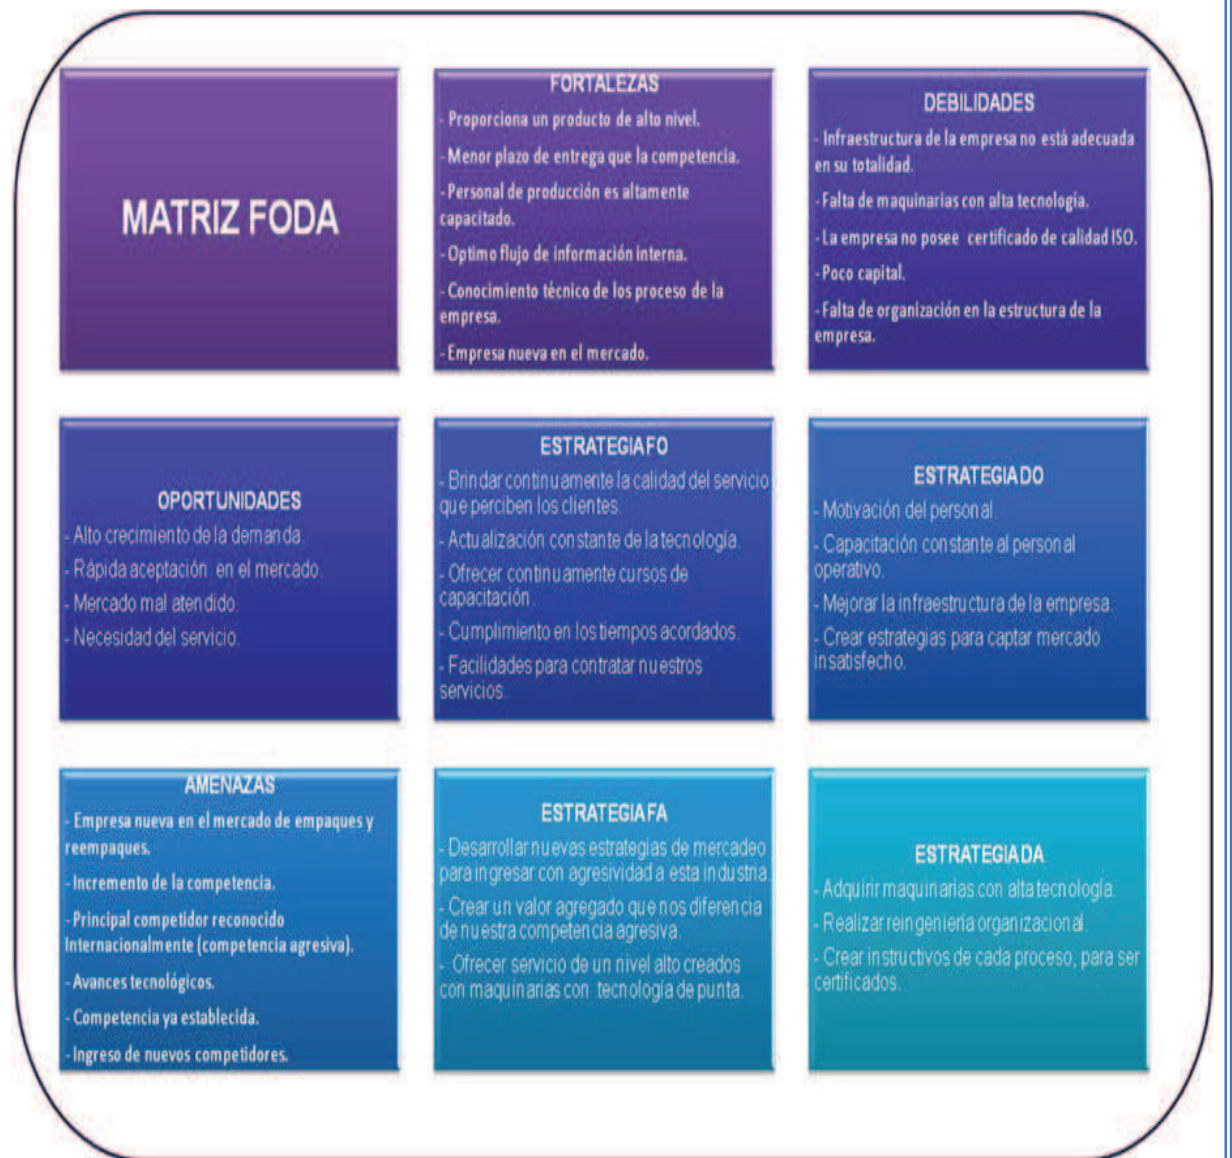 MATRIZ FODA
FORTALEZAS
- Proporciona un producto de alto nivel.
- Menor plazo de entrega que la competencia.
- Personal de producción es altamente
capacitado.
- Optimo flujo de información interna.
- Conocimiento técnico de los proceso de la
empresa.
- Empresa nueva en el mercado.
DEBILIDADES
- Infraestructura de la empresa no está adecuada
en su totalidad.
- Falta de maquinarias con alta tecnología.
- La empresa no posee certificado de calidad ISO.
- Poco capital.
- Falta de organización en la estructura de la
empresa.
OPORTUNIDADES
- Alto crecimiento de la demanda.
- Rápida aceptación en el mercado.
- Mercado mal atendido.
- Necesidad del servicio.
ESTRATEGIA FO
- Brindar continuamente la calidad del servicio
que perciben los clientes.
- Actualización constante de la tecnología.
- Ofrecer continuamente cursos de
capacitación.
- Cumplimiento en los tiempos acordados.
- Facilidades para contratar nuestros
servicios.
ESTRATEGIA DO
- Motivación del personal.
- Capacitación constante al personal
operativo.
- Mejorar la infraestructura de la empresa.
- Crear estrategias para captar mercado
insatisfecho.
AMENAZAS
- Empresa nueva en el mercado de empaques y
reempaques.
- Incremento de la competencia.
- Principal competidor reconocido
Internacionalmente (competencia agresiva).
- Avances tecnológicos.
- Competencia ya establecida.
- Ingreso de nuevos competidores.
ESTRATEGIA FA
- Desarrollar nuevas estrategias de mercadeo
para ingresar con agresividad a esta industria.
- Crear un valor agregado que nos diferencia
de nuestra competencia agresiva.
- Ofrecer servicio de un nivel alto creados
con maquinarias con tecnología de punta.
ESTRATEGIA DA
- Adquirir maquinarias con alta tecnología.
- Realizar reingeniería organizacional.
- Crear instructivos de cada proceso, para ser
certificados.